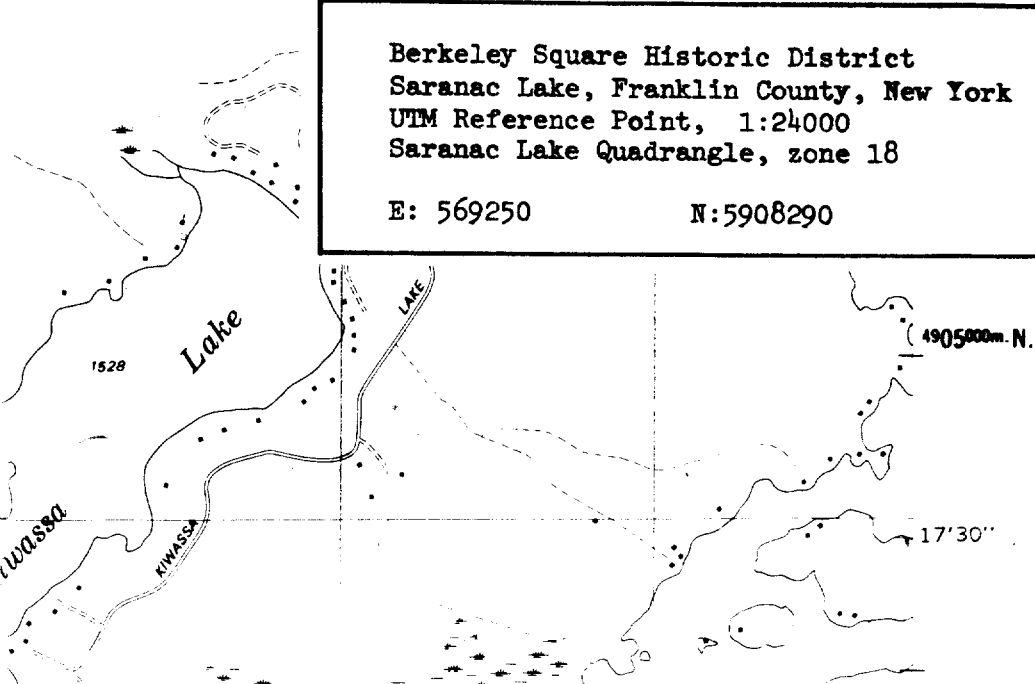 Berkeley Square Historic District
Saranac Lake, Franklin County, New York
UTM Reference Point, 1:24000
Saranac Lake Quadrangle, zone 18
E: 569250 N:5908290
LAKE
4905000m. N.
Lake
1528
17'30"
KIWASSA